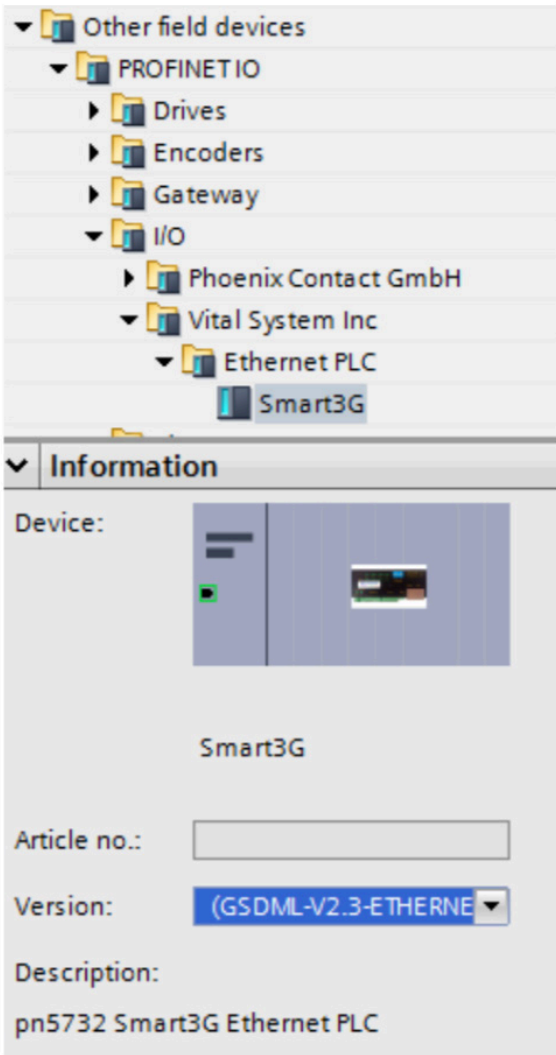 Other field devices
PROFINET IO
Drives
Encoders
Gateway
I/O
Phoenix Contact GmbH
Vital System Inc
Ethernet PLC
Smart3G
Information
Device:
Smart3G
Article no.:
Version: (GSDML-V2.3-ETHERNE
Description:
pn5732 Smart3G Ethernet PLC